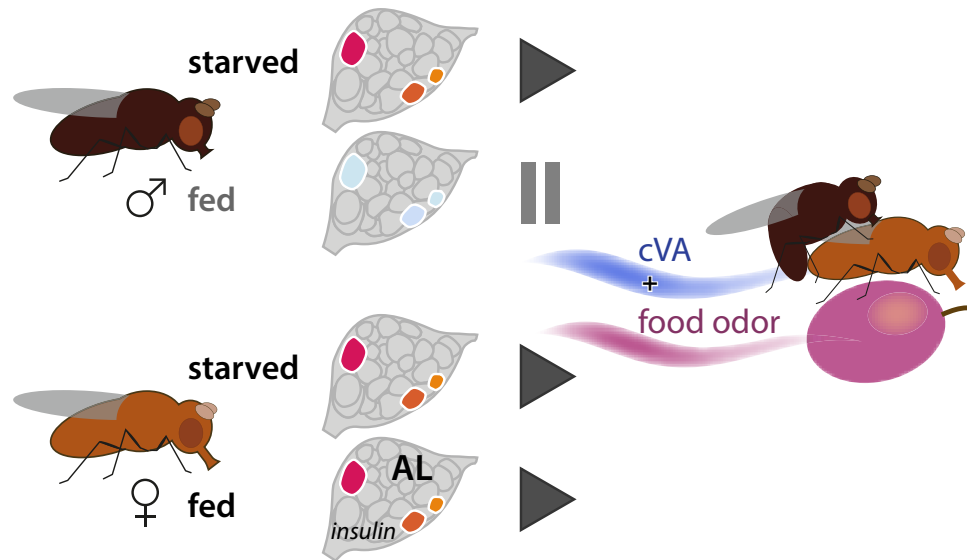 starved
♂ fed
cVA
+
food odor
starved
AL
insulin
♀ fed